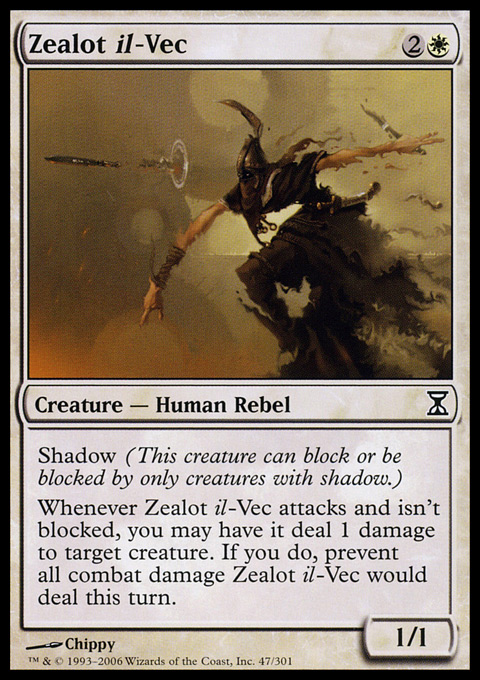 Zealot il-Vec 2
Creature — Human Rebel
Shadow (This creature can block or be
blocked by only creatures with shadow.)
Whenever Zealot il-Vec attacks and isn't
blocked, you may have it deal 1 damage
to target creature. If you do, prevent
all combat damage Zealot il-Vec would
deal this turn.
Chippy
1/1
™ & © 1993–2006 Wizards of the Coast, Inc. 47/301